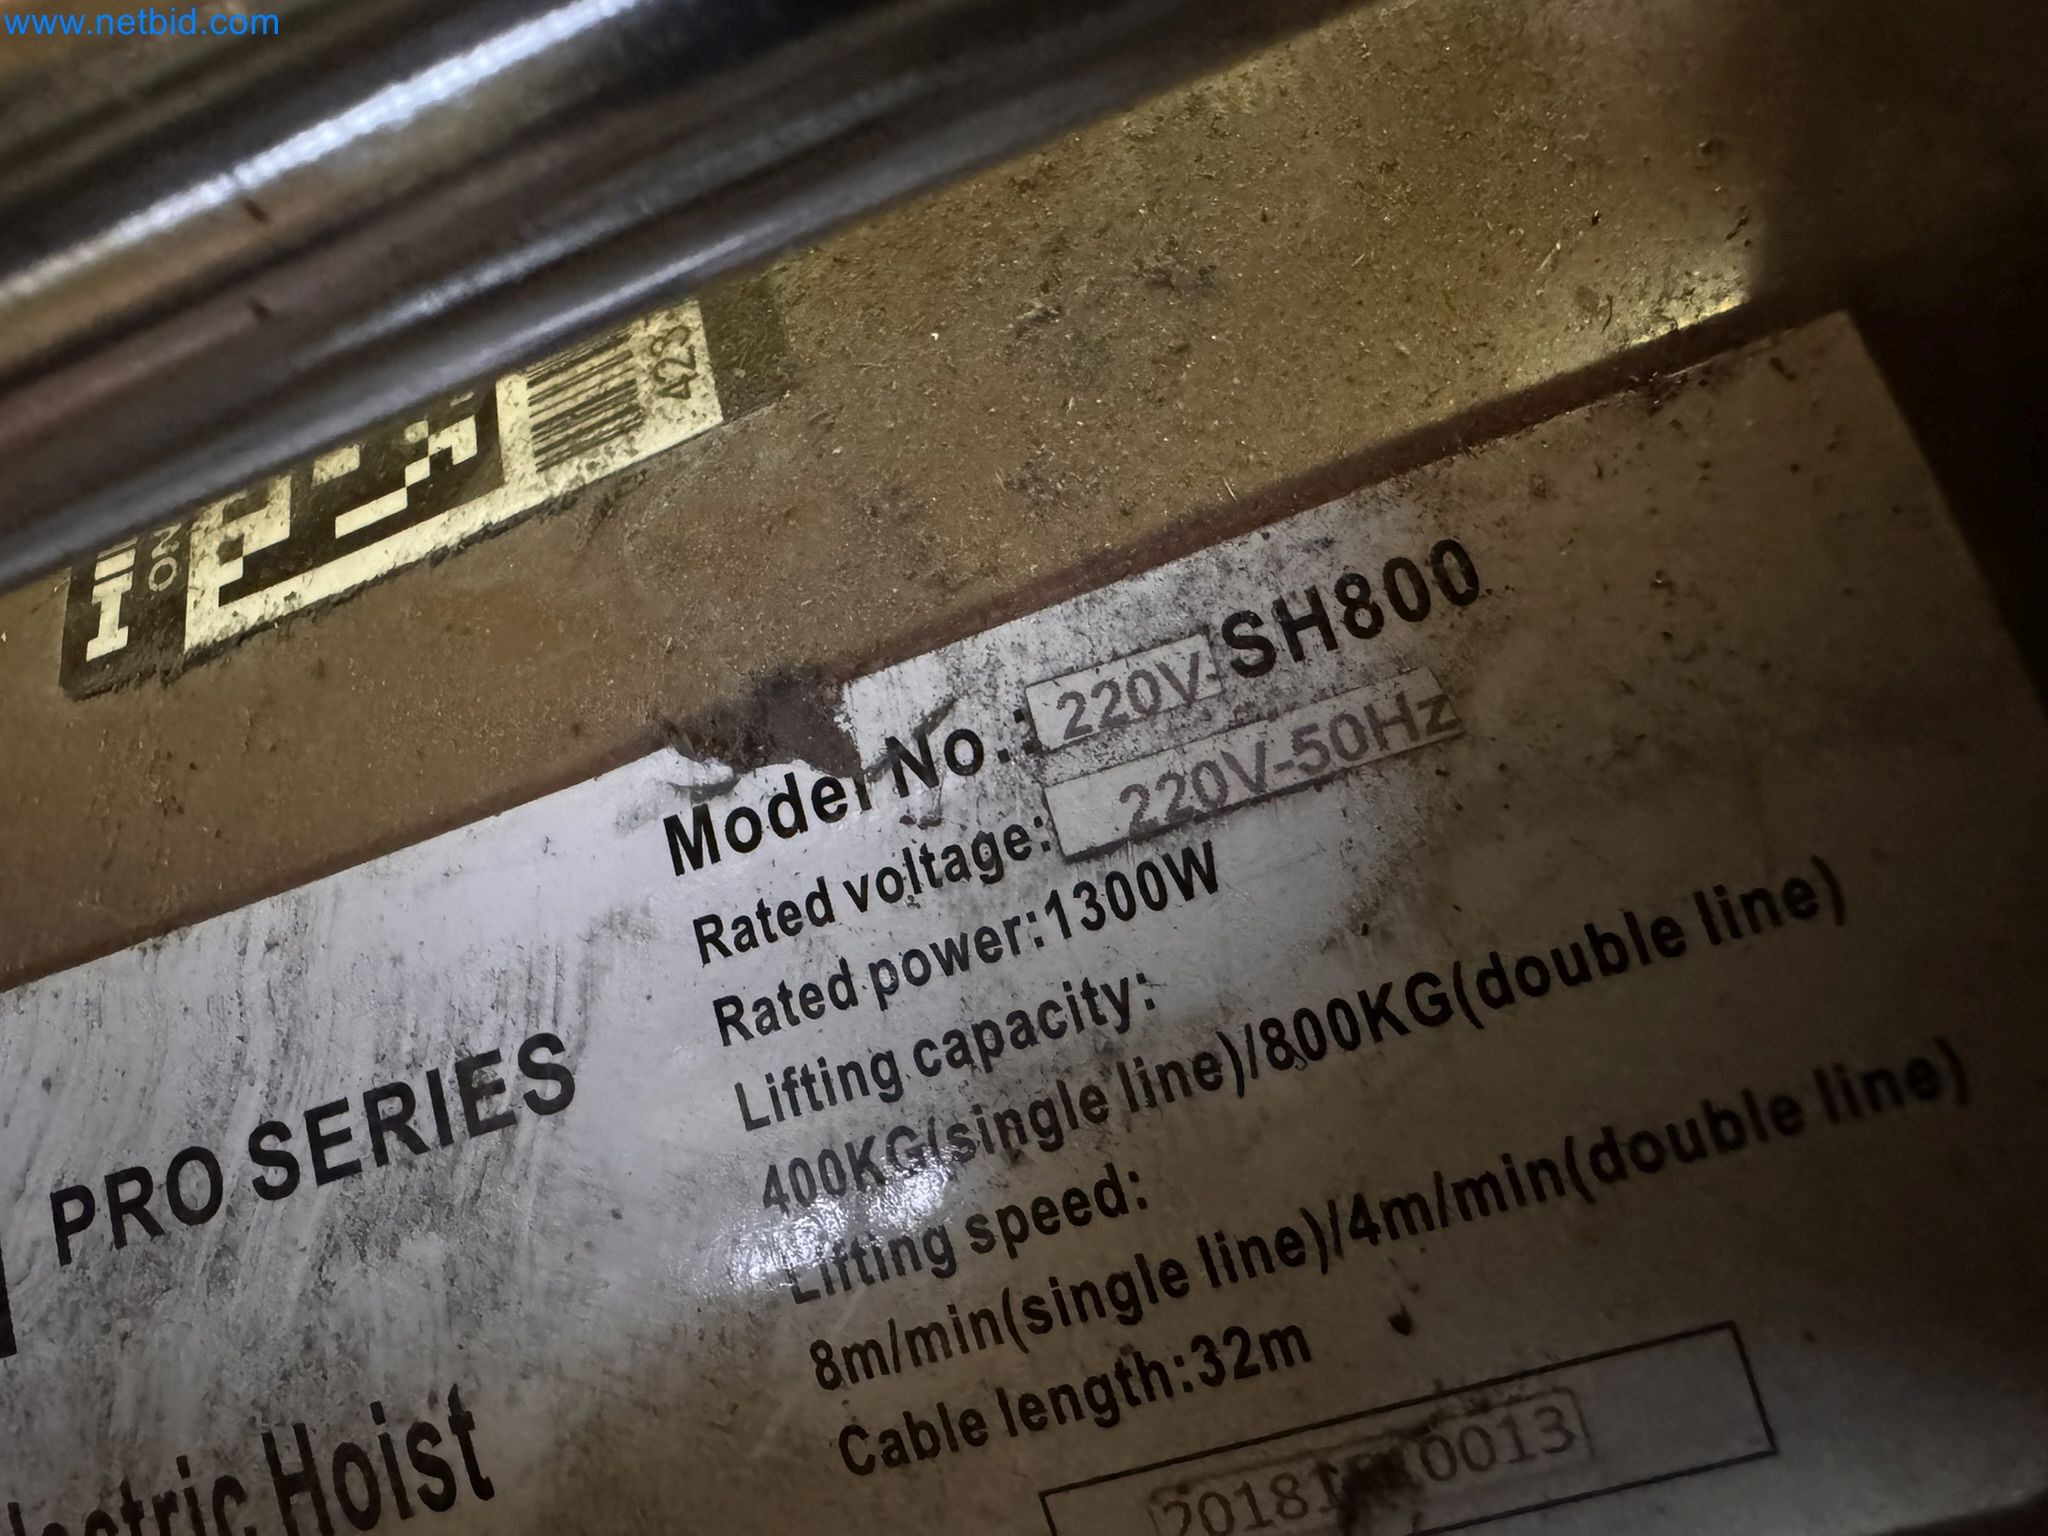 www.netbid.com
423
Model No.: 220V- SH800
Rated voltage: 220V-50Hz
Rated power:1300W
Lifting capacity:
400KG(single line)/800KG(double line)
Lifting speed:
8m/min(single line)/4m/min(double line)
Cable length:32m
PRO SERIES
Hoist